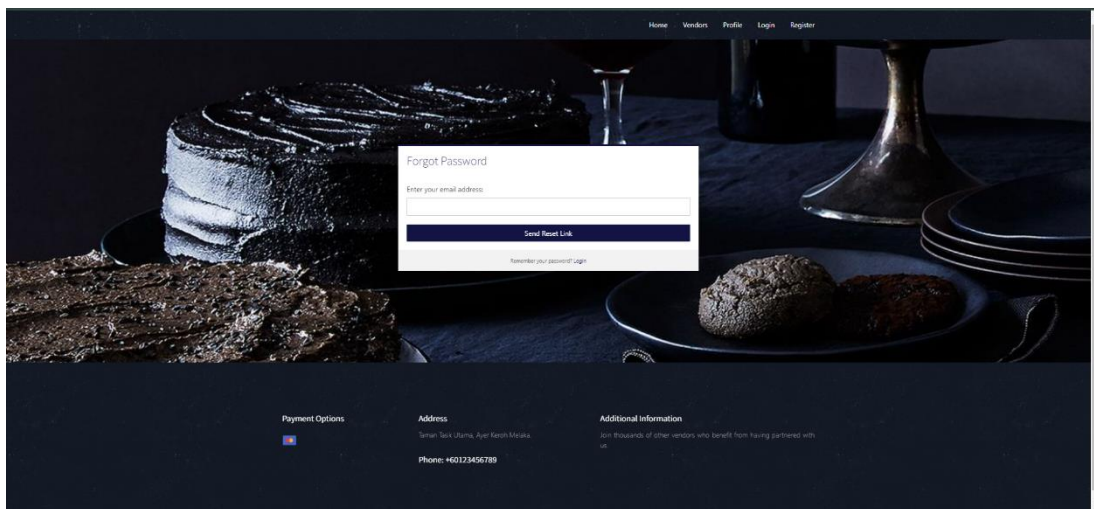 Home Vendors Profile Login Register
Forgot Password
Enter your email address:
Send Reset Link
Remember your password? Login
Payment Options
Address
Taman Tasik Utama, Ayer Keroh Melaka.
Phone: +60123456789
Additional Information
Join thousands of other vendors who benefit from having partnered with
us.